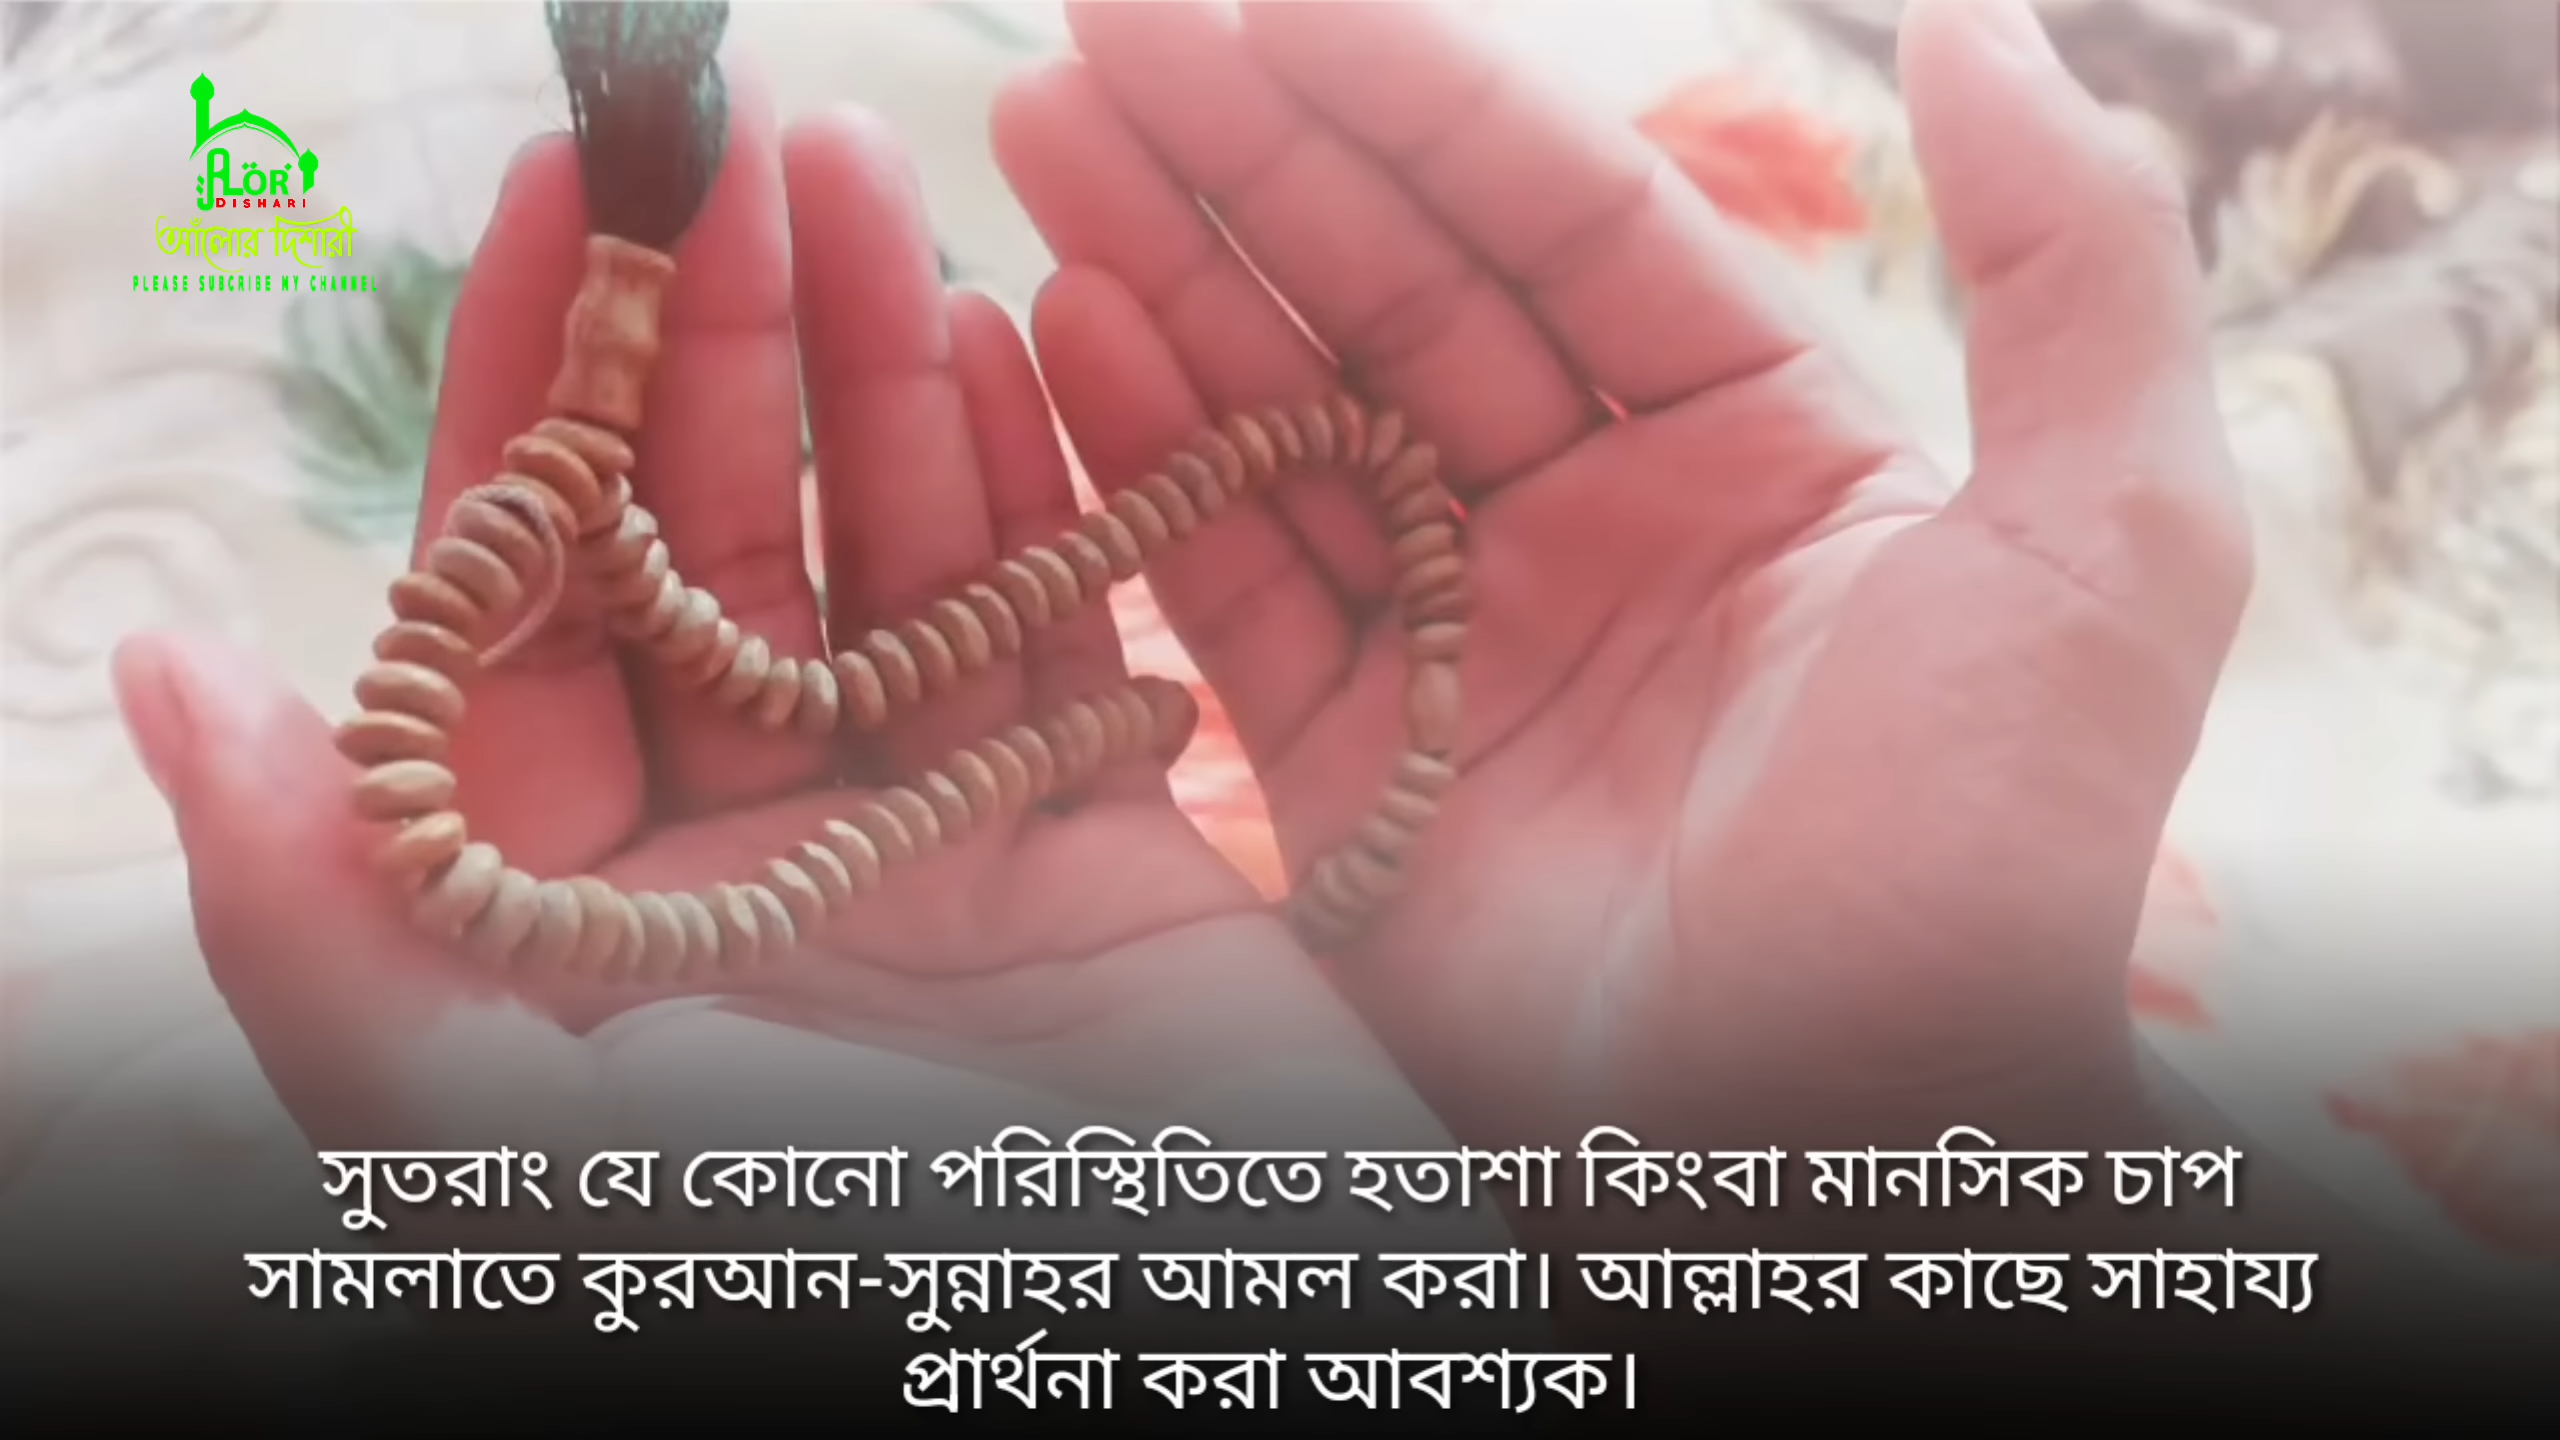 ALOR
DISHARI
আঁলোর দিশারী
PLEASE SUBCRIBE MY CHANNEL
সুতরাং যে কোনো পরিস্থিতিতে হতাশা কিংবা মানসিক চাপ
সামলাতে কুরআন-সুন্নাহর আমল করা। আল্লাহর কাছে সাহায্য
প্রার্থনা করা আবশ্যক।